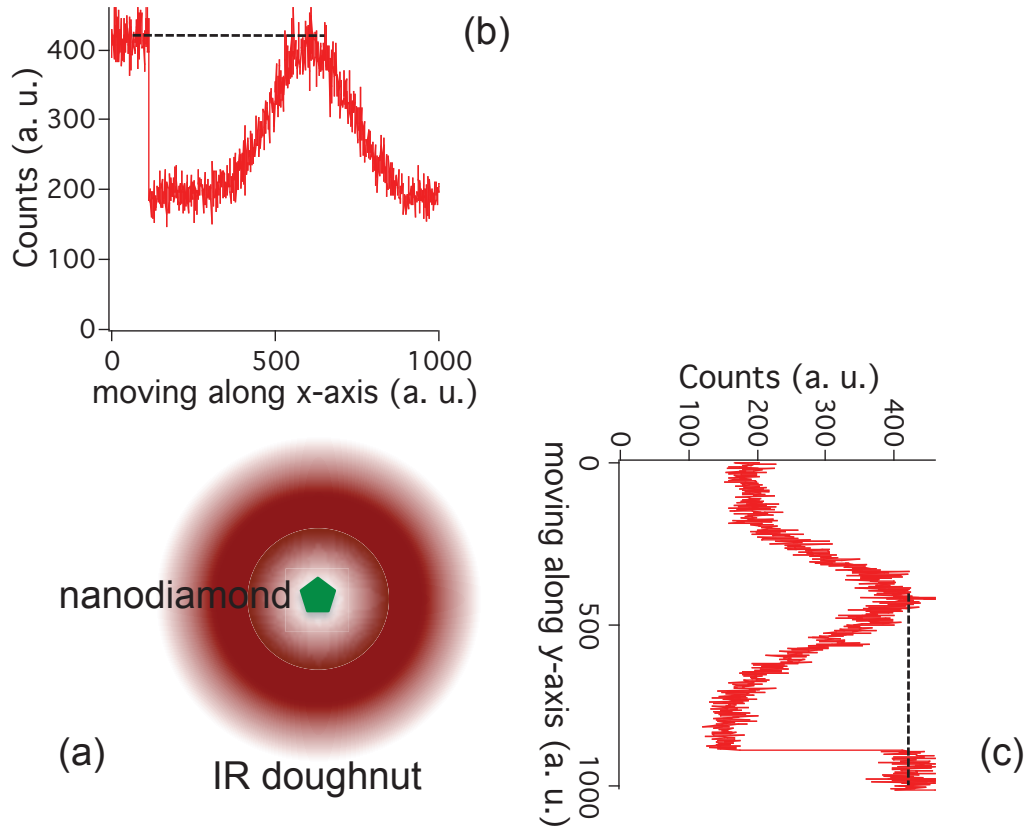 (b)
Counts (a. u.)
400
300
200
100
0
0 500 1000
moving along x-axis (a. u.)
nanodiamond
(a)
IR doughnut
Counts (a. u.)
0 100 200 300 400
moving along y-axis (a. u.)
0 500 1000
(c)